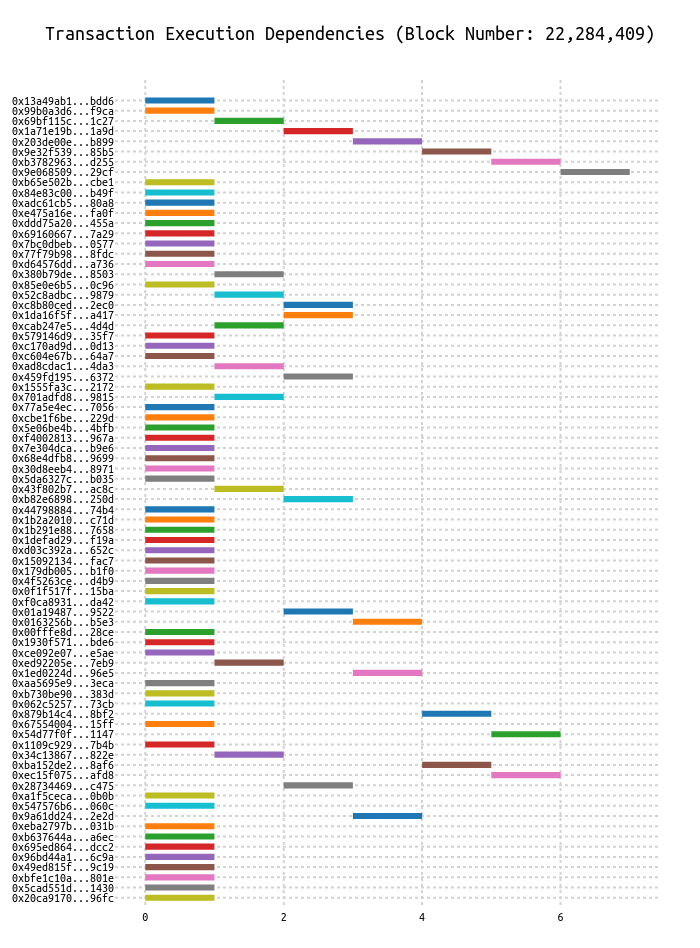 Transaction Execution Dependencies (Block Number: 22,284,409)
0x13a49ab1...bdd6
0x99b0a3d6...f9ca
0x69bf115c...1c27
0x1a71e19b...1a9d
0x203de00e...b899
0x9e32f539...85b5
0xb3782963...d255
0x9e068509...29cf
0xb65e502b...cbe1
0x84e83c00...b49f
0xadc61cb5...80a8
0xe475a16e...fa0f
0xddd75a20...455a
0x69160667...7a29
0x7bc0dbeb...0577
0x77f79b98...8fdc
0xd64576dd...a736
0x380b79de...8503
0x85e0e6b5...0c96
0x52c8adbc...9879
0xc8b80ced...2ec0
0x1da16f5f...a417
0xcab247e5...4d4d
0x579146d9...35f7
0xc170ad9d...0d13
0xc604e67b...64a7
0xad8cdac1...4da3
0x459fd195...6372
0x1555fa3c...2172
0x701adfd8...9815
0x77a5e4ec...7056
0xcbe1f6be...229d
0x5e06be4b...4bfb
0xf4002813...967a
0x7e304dca...b9e6
0x68e4dfb8...9699
0x30d8eeb4...8971
0x5da6327c...b035
0x43f802b7...ac8c
0xb82e6898...250d
0x44798884...74b4
0x1b2a2010...c71d
0x1b291e88...7658
0x1defad29...f19a
0xd03c392a...652c
0x15092134...fac7
0x179db005...b1f0
0x4f5263ce...d4b9
0x0f1f517f...15ba
0xf0ca8931...da42
0x01a19487...9522
0x0163256b...b5e3
0x00fffe8d...28ce
0x1930f571...bde6
0xce092e07...e5ae
0xed92205e...7eb9
0x1ed0224d...96e5
0xaa5695e9...3eca
0xb730be90...383d
0x062c5257...73cb
0x879b14c4...8bf2
0x67554004...15ff
0x54d77f0f...1147
0x1109c929...7b4b
0x34c13867...822e
0xba152de2...8af6
0xec15f075...afd8
0x28734469...c475
0xa1f5ceca...0b0b
0x547576b6...060c
0x9a61dd24...2e2d
0xeba2797b...031b
0xb637644a...a6ec
0x695ed864...dcc2
0x96bd44a1...6c9a
0x49ed815f...9c19
0xbfe1c10a...801e
0x5cad551d...1430
0x20ca9170...96fc
0 2 4 6